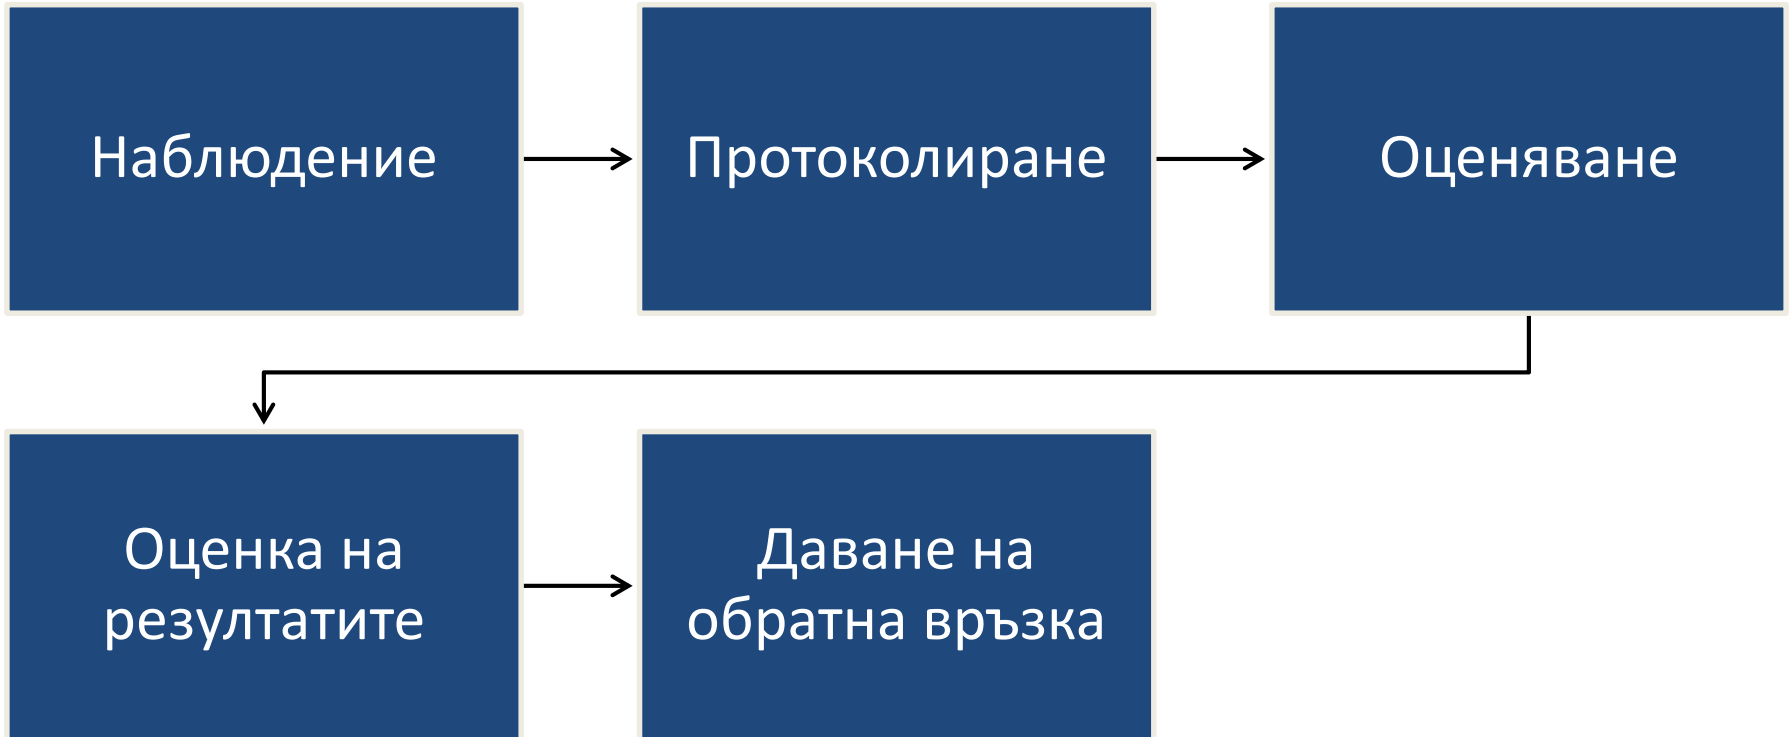 Наблюдение
Протоколиране
Оценяване
Оценка на
резултатите
Даване на
обратна връзка